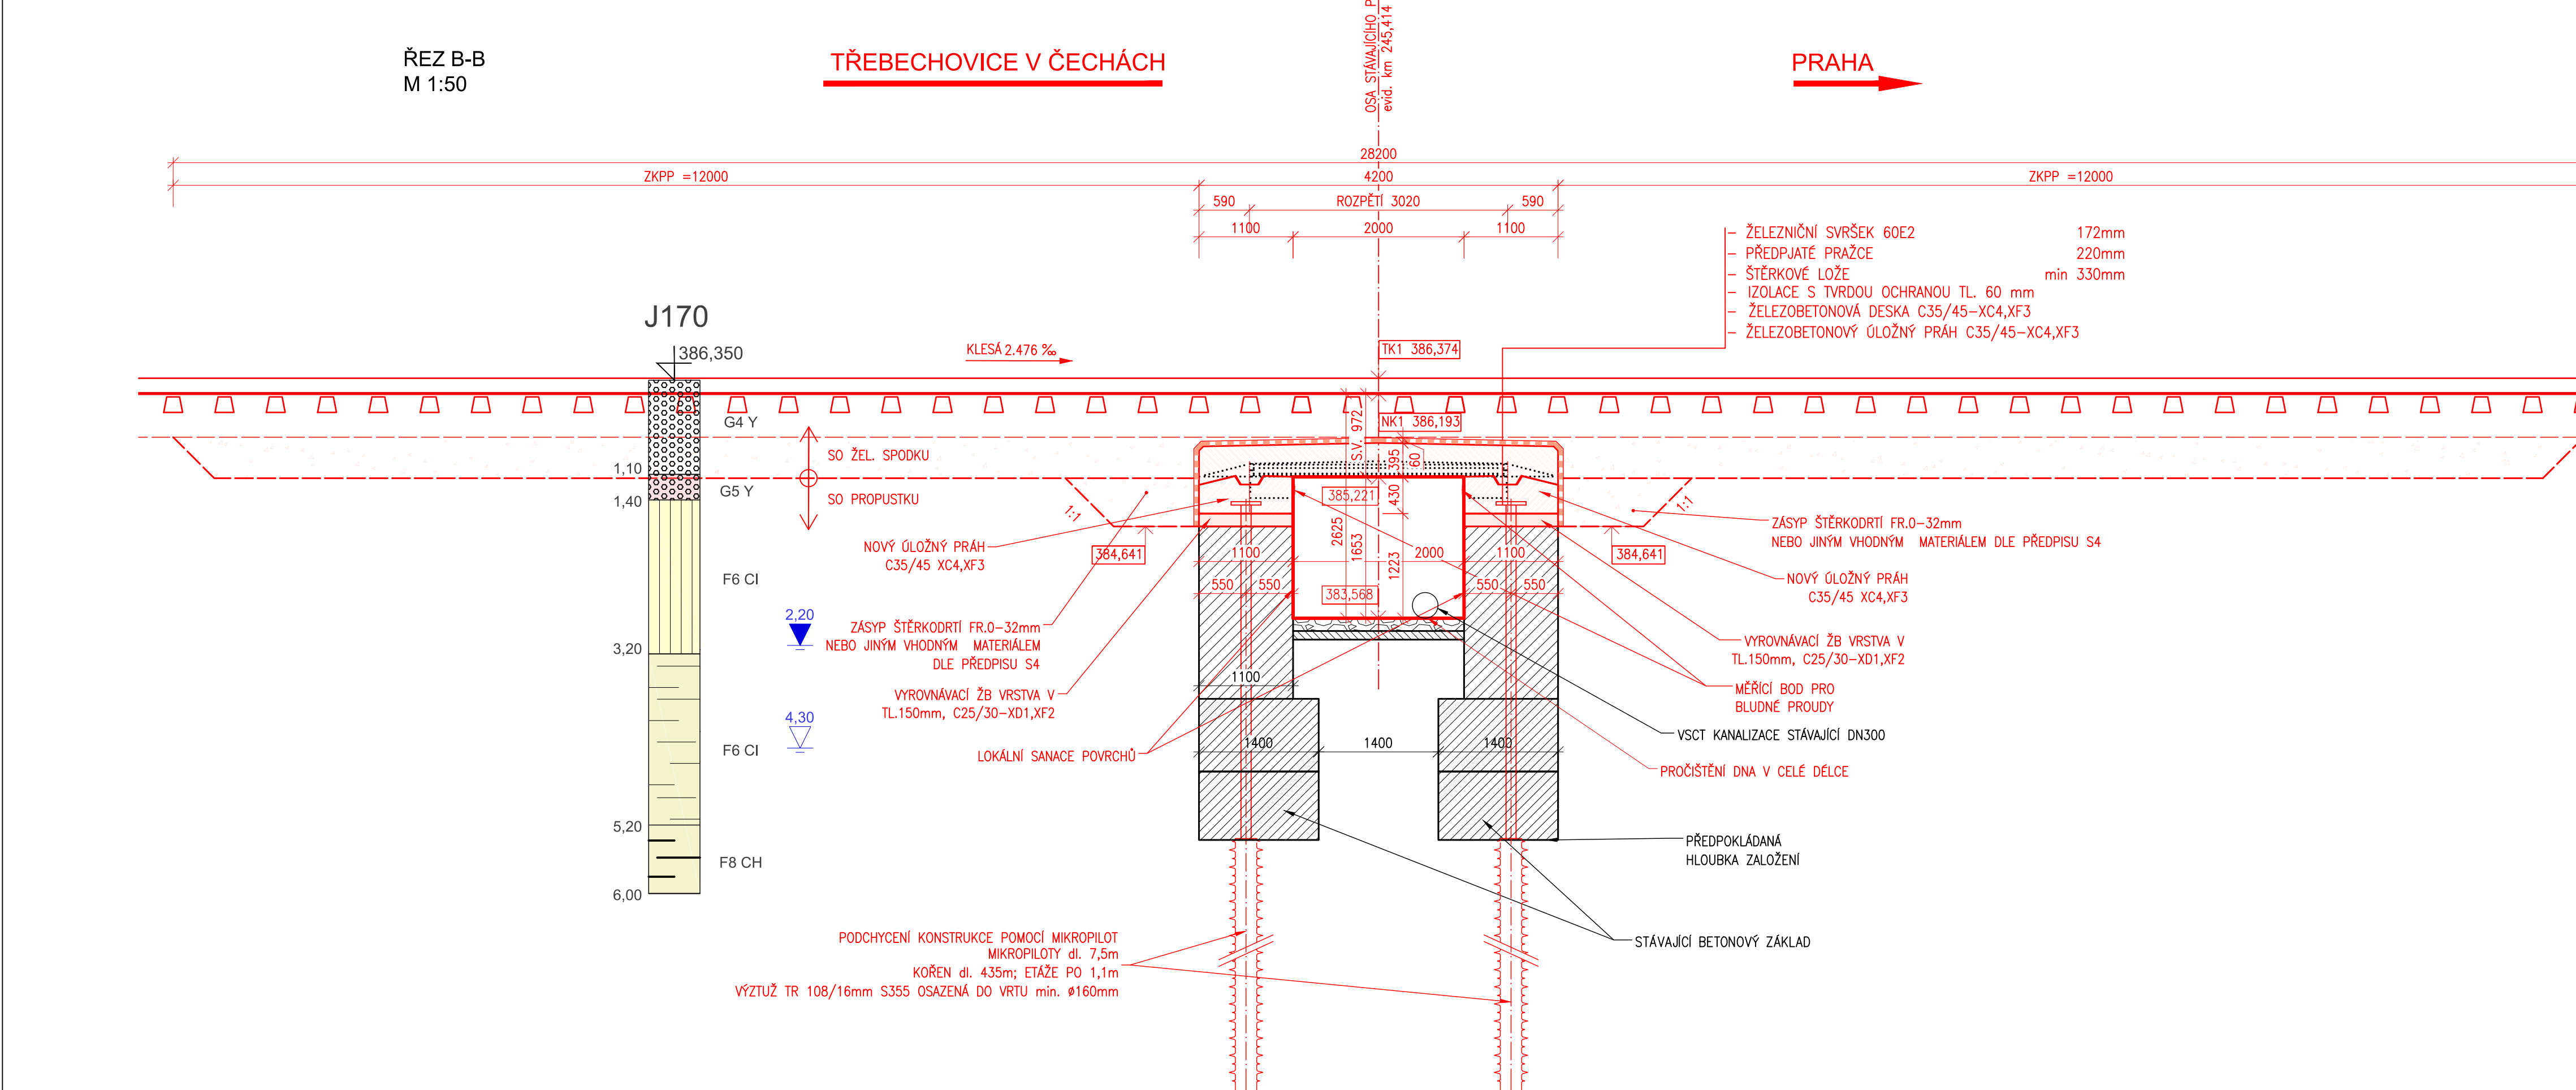 ŘEZ B-B
M 1:50
TŘEBECHOVICE V ČECHÁCH
OSA STÁVAJÍCÍHO P
evid. km 245,414
PRAHA
28200
ZKPP =12000
4200
ZKPP =12000
590
ROZPĚTÍ 3020
590
1100
2000
1100
- ŽELEZNIČNÍ SVRŠEK 60E2 172mm
- PŘEDPJATÉ PRAŽCE 220mm
- ŠTĚRKOVÉ LOŽE min 330mm
- IZOLACE S TVRDOU OCHRANOU TL. 60 mm
- ŽELEZOBETONOVÁ DESKA C35/45-XC4,XF3
- ŽELEZOBETONOVÝ ÚLOŽNÝ PRÁH C35/45-XC4,XF3
J170
386,350
KLESÁ 2.476 ‰
TK1 386,374
NK1 386,193
S.V. 972
395
60
G4 Y
SO ŽEL. SPODKU
1,10
G5 Y
1,40
SO PROPUSTKU
1:1
385,221
430
1:1
2625
1653
1223
NOVÝ ÚLOŽNÝ PRÁH
C35/45 XC4,XF3
384,641
1100
2000
1100
384,641
ZÁSYP ŠTĚRKODRTÍ FR.0-32mm
NEBO JINÝM VHODNÝM MATERIÁLEM DLE PŘEDPISU S4
F6 CI
550
550
383,568
550
550
NOVÝ ÚLOŽNÝ PRÁH
C35/45 XC4,XF3
2,20
ZÁSYP ŠTĚRKODRTÍ FR.0-32mm
NEBO JINÝM VHODNÝM MATERIÁLEM
DLE PŘEDPISU S4
3,20
VYROVNÁVACÍ ŽB VRSTVA V
TL.150mm, C25/30-XD1,XF2
1100
VYROVNÁVACÍ ŽB VRSTVA V
TL.150mm, C25/30-XD1,XF2
MĚŘÍCÍ BOD PRO
BLUDNÉ PROUDY
4,30
F6 CI
LOKÁLNÍ SANACE POVRCHŮ
1400
1400
1400
VSCT KANALIZACE STÁVAJÍCÍ DN300
PROČIŠTĚNÍ DNA V CELÉ DÉLCE
5,20
F8 CH
6,00
PŘEDPOKLÁDANÁ
HLOUBKA ZALOŽENÍ
STÁVAJÍCÍ BETONOVÝ ZÁKLAD
PODCHYCENÍ KONSTRUKCE POMOCÍ MIKROPILOT
MIKROPILOTY dl. 7,5m
KOŘEN dl. 435m; ETÁŽE PO 1,1m
VÝZTUŽ TR 108/16mm S355 OSAZENÁ DO VRTU min. ø160mm